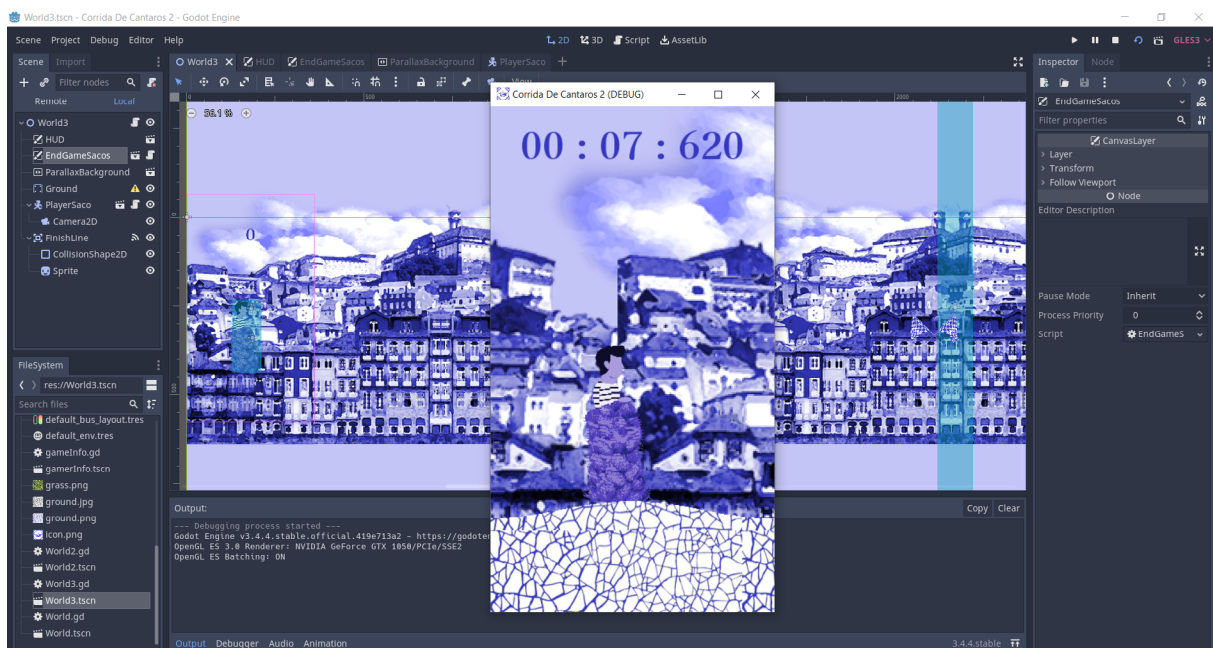 World3.tscn - Corrida De Cantaros 2 - Godot Engine
Scene Project Debug Editor Help
2D 3D Script AssetLib
GLES3
Scene Import
World3 HUD EndGameSacos ParallaxBackground PlayerSaco
Inspector Node
Filter nodes
View
Remote Local
500
2000
56.1 %
Corrida De Cantaros 2 (DEBUG)
00 : 07 : 620
World3
HUD
EndGameSacos
ParallaxBackground
Ground
PlayerSaco
Camera2D
FinishLine
CollisionShape2D
Sprite
0
500
0
EndGameSacos
Filter properties
CanvasLayer
Layer
Transform
Follow Viewport
Node
Editor Description
Pause Mode Inherit
Process Priority 0
Script EndGameS
FileSystem
res://World3.tscn
Search files
default_bus_layout.tres
default_env.tres
gameInfo.gd
gamerInfo.tscn
grass.png
ground.jpg
ground.png
icon.png
World2.gd
World2.tscn
World3.gd
World3.tscn
World.gd
World.tscn
Output:
Copy Clear
--- Debugging process started ---
Godot Engine v3.4.4.stable.official.419e713a2 - https://godoten
OpenGL ES 3.0 Renderer: NVIDIA GeForce GTX 1050/PCIe/SSE2
OpenGL ES Batching: ON
Output Debugger Audio Animation
3.4.4.stable